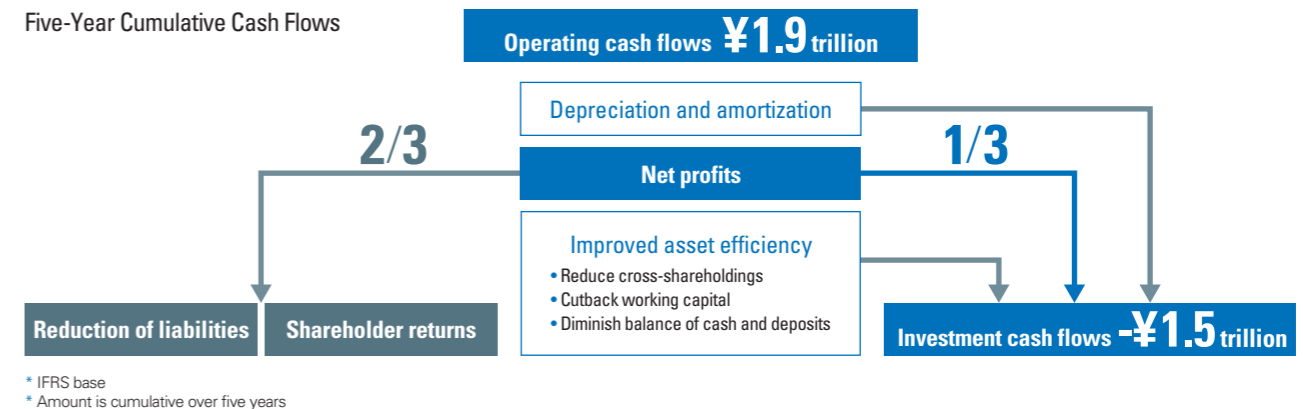 Five-Year Cumulative Cash Flows
Operating cash flows ¥1.9 trillion
Depreciation and amortization
2/3
1/3
Net profits
Improved asset efficiency
• Reduce cross-shareholdings
• Cutback working capital
• Diminish balance of cash and deposits
Reduction of liabilities
Shareholder returns
Investment cash flows -¥1.5 trillion
* IFRS base
* Amount is cumulative over five years